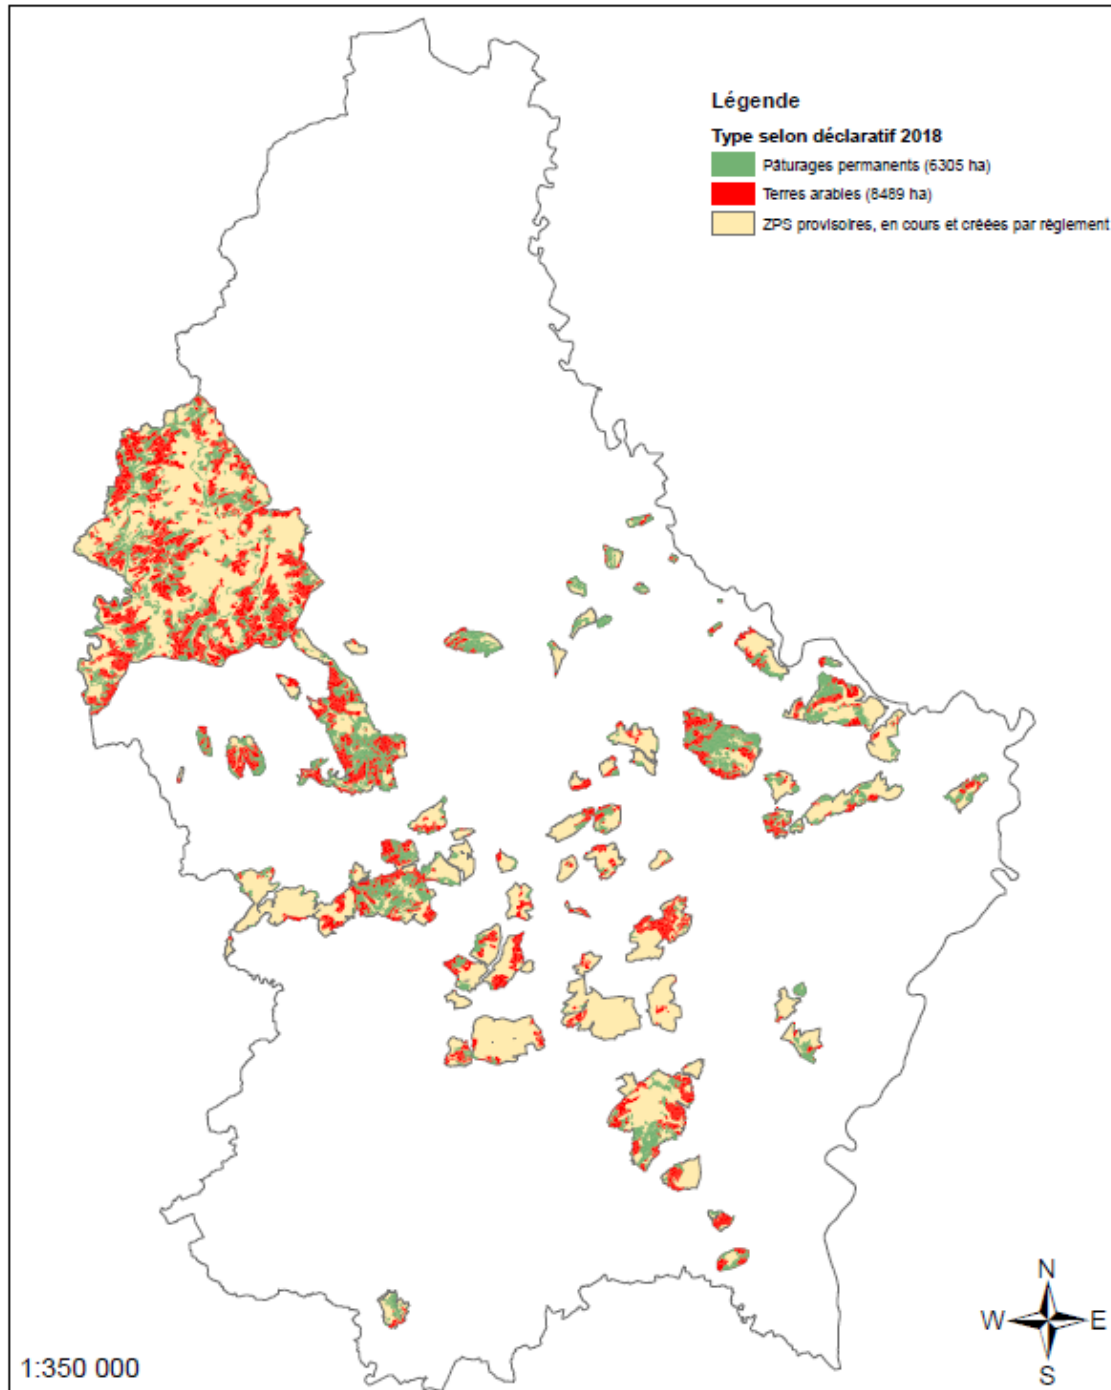 Légende
Type selon déclaratif 2018
Pâturages permanents (6305 ha)
Terres arables (8489 ha)
ZPS provisoires, en cours et créées par règlement
N
W E
S
1:350 000